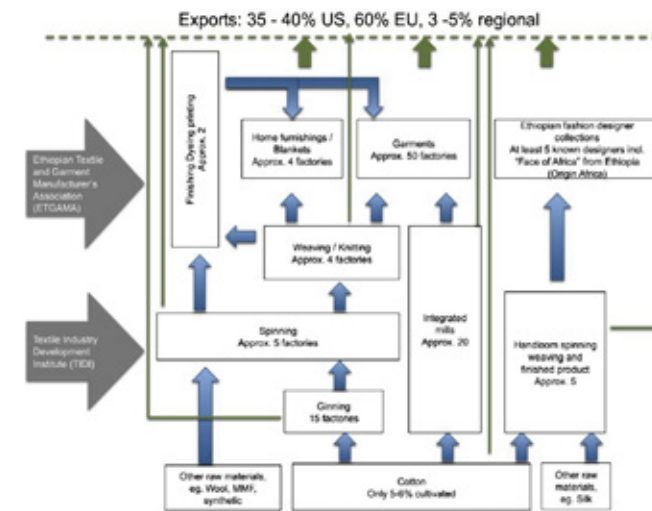 Exports: 35 - 40% US, 60% EU, 3 -5% regional
Finishing Dyeing printing
Approx. 2
Home furnishings /
Blankets
Approx. 4 factories
Garments
Approx. 50 factories
Ethiopian fashion designer
collections
At least 5 known designers incl.
"Face of Africa" from Ethiopia
(Origin Africa)
Ethiopian Textile
and Garment
Manufacturer's
Association
(ETGAMA)
Weaving / Knitting
Approx. 4 factories
Integrated
mills
Approx. 20
Handloom spinning
weaving and
finished product
Approx. 5
Textile Industry
Development
Institute (TIDI)
Spinning
Approx. 5 factories
Ginning
15 factories
Other raw materials,
eg. Wool, MMF,
synthetic
Cotton
Only 5-6% cultivated
Other raw
materials,
eg. Silk